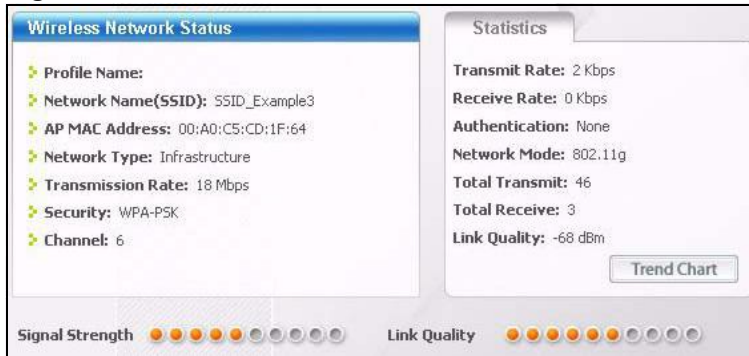 Wireless Network Status
Profile Name:
Network Name(SSID): SSID_Example3
AP MAC Address: 00:A0:C5:CD:1F:64
Network Type: Infrastructure
Transmission Rate: 18 Mbps
Security: WPA-PSK
Channel: 6
Statistics
Transmit Rate: 2 Kbps
Receive Rate: 0 Kbps
Authentication: None
Network Mode: 802.11g
Total Transmit: 46
Total Receive: 3
Link Quality: -68 dBm
Trend Chart
Signal Strength
Link Quality